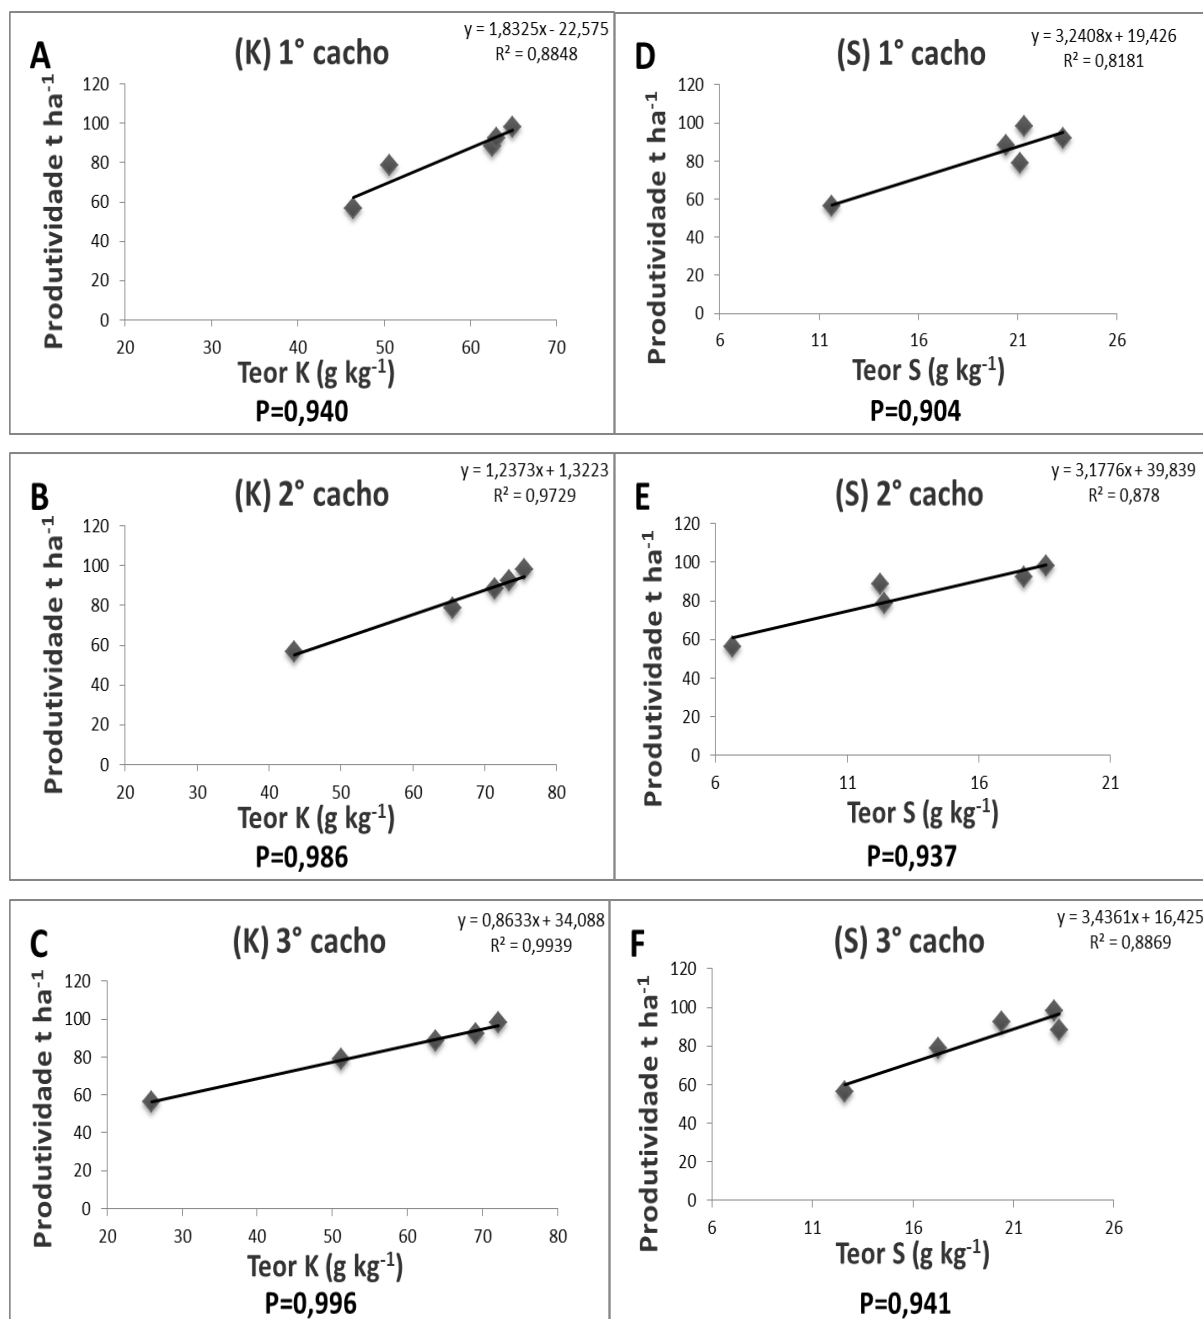 A
(K) 1° cacho
y = 1,8325x - 22,575
R² = 0,8848
Produtividade t ha⁻¹
120
100
80
60
40
20
0
20 30 40 50 60 70
Teor K (g kg⁻¹)
P=0,940
D
(S) 1° cacho
y = 3,2408x + 19,426
R² = 0,8181
Produtividade t ha⁻¹
120
100
80
60
40
20
0
6 11 16 21 26
Teor S (g kg⁻¹)
P=0,904
B
(K) 2° cacho
y = 1,2373x + 1,3223
R² = 0,9729
Produtividade t ha⁻¹
120
100
80
60
40
20
0
20 30 40 50 60 70 80
Teor K (g kg⁻¹)
P=0,986
E
(S) 2° cacho
y = 3,1776x + 39,839
R² = 0,878
Produtividade t ha⁻¹
120
100
80
60
40
20
0
6 11 16 21
Teor S (g kg⁻¹)
P=0,937
C
(K) 3° cacho
y = 0,8633x + 34,088
R² = 0,9939
Produtividade t ha⁻¹
120
100
80
60
40
20
0
20 30 40 50 60 70 80
Teor K (g kg⁻¹)
P=0,996
F
(S) 3° cacho
y = 3,4361x + 16,425
R² = 0,8869
Produtividade t ha⁻¹
120
100
80
60
40
20
0
6 11 16 21 26
Teor S (g kg⁻¹)
P=0,941